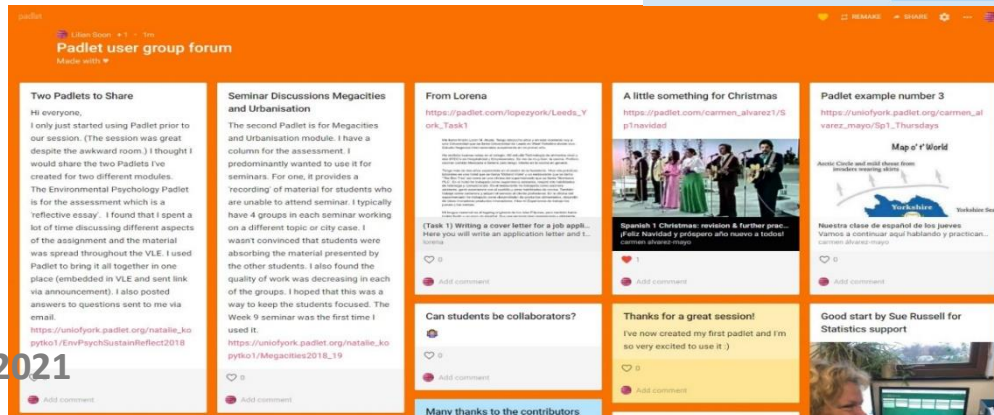 padlet
REMAKE
SHARE
Lilian Soon +1 · 1m
Padlet user group forum
Made with ♥
Two Padlets to Share
Hi everyone,
I only just started using Padlet prior to
our session. (The session was great
despite the awkward room.) I thought I
would share the two Padlets I've
created for two different modules.
The Environmental Psychology Padlet
is for the assessment which is a
'reflective essay'. I found that I spent a
lot of time discussing different aspects
of the assignment and the material
was spread throughout the VLE. I used
Padlet to bring it all together in one
place (embedded in VLE and sent link
via announcement). I also posted
answers to questions sent to me via
email.
https://uniofyork.padlet.org/natalie_ko
pytko1/EnvPsychSustainReflect2018
2021
Add comment
Seminar Discussions Megacities
and Urbanisation
The second Padlet is for Megacities
and Urbanisation module. I have a
column for the assessment. I
predominantly wanted to use it for
seminars. For one, it provides a
'recording' of material for students who
are unable to attend seminar. I typically
have 4 groups in each seminar working
on a different topic or city case. I
wasn't convinced that students were
absorbing the material presented by
the other students. I also found the
quality of work was decreasing in each
of the groups. I hoped that this was a
way to keep the students focused. The
Week 9 seminar was the first time I
used it.
https://uniofyork.padlet.org/natalie_ko
pytko1/Megacities2018_19
0
Add comment
From Lorena
https://padlet.com/lopezyork/Leeds_Y
ork_Task1
(Task 1) Writing a cover letter for a job appli...
Here you will write an application letter and t...
lorena
0
Add comment
Can students be collaborators?
0
Add comment
Many thanks to the contributors
A little something for Christmas
https://padlet.com/carmen_alvarez1/S
p1navidad
Spanish 1 Christmas: revision & further prac...
¡Feliz Navidad y próspero año nuevo a todos!
carmen alvarez-mayo
1
Add comment
Thanks for a great session!
I've now created my first padlet and I'm
so very excited to use it :)
0
Add comment
Padlet example number 3
https://uniofyork.padlet.org/carmen_al
varez_mayo/Sp1_Thursdays
Map o' t' World
Arctic Circle and mild threat from
invaders wearing skirts
Yorkshire
Yorkshire Sea
Nuestra clase de español de los jueves
Vamos a continuar aquí hablando y practican...
carmen álvarez-mayo
0
Add comment
Good start by Sue Russell for
Statistics support